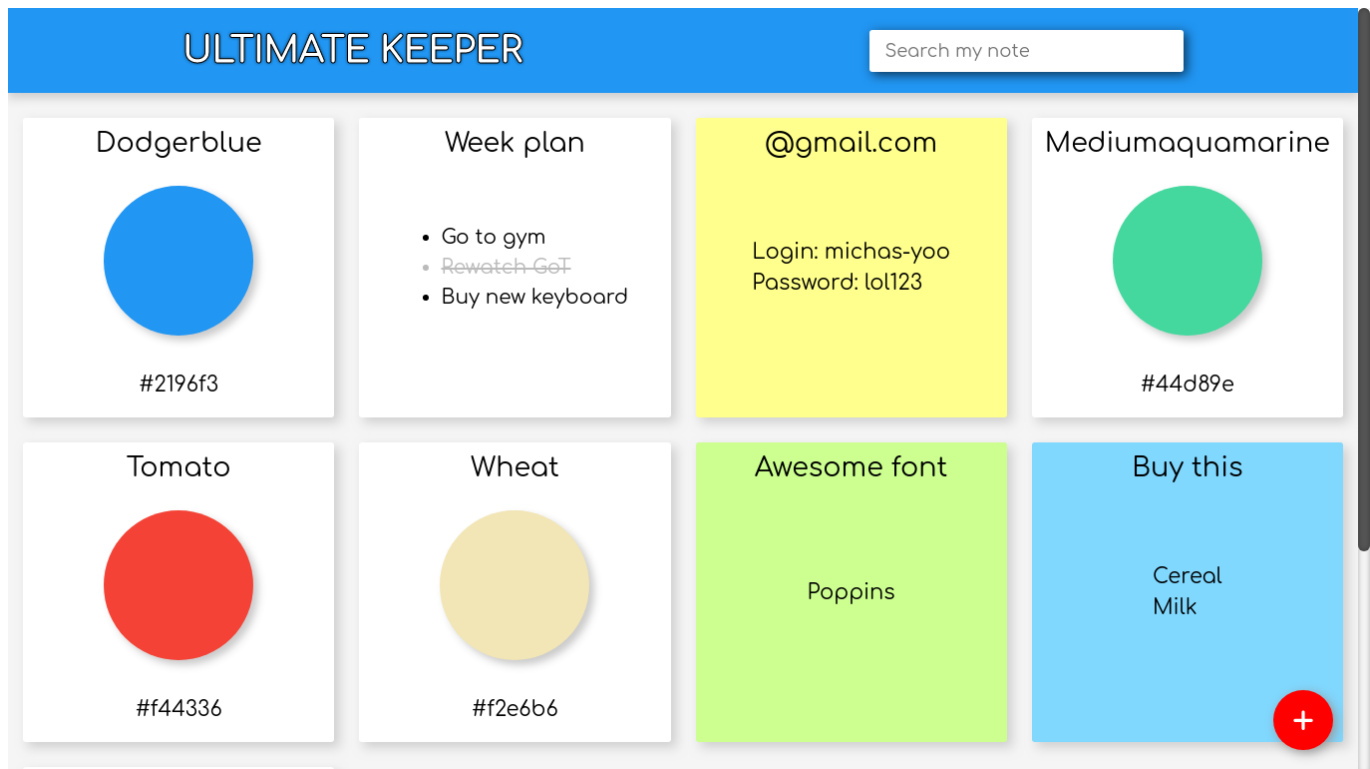 ULTIMATE KEEPER
Search my note
Dodgerblue
#2196f3
Week plan
Go to gym
Rewatch GoT
Buy new keyboard
@gmail.com
Login: michas-yoo
Password: lol123
Mediumaquamarine
#44d89e
Tomato
#f44336
Wheat
#f2e6b6
Awesome font
Poppins
Buy this
Cereal
Milk
+